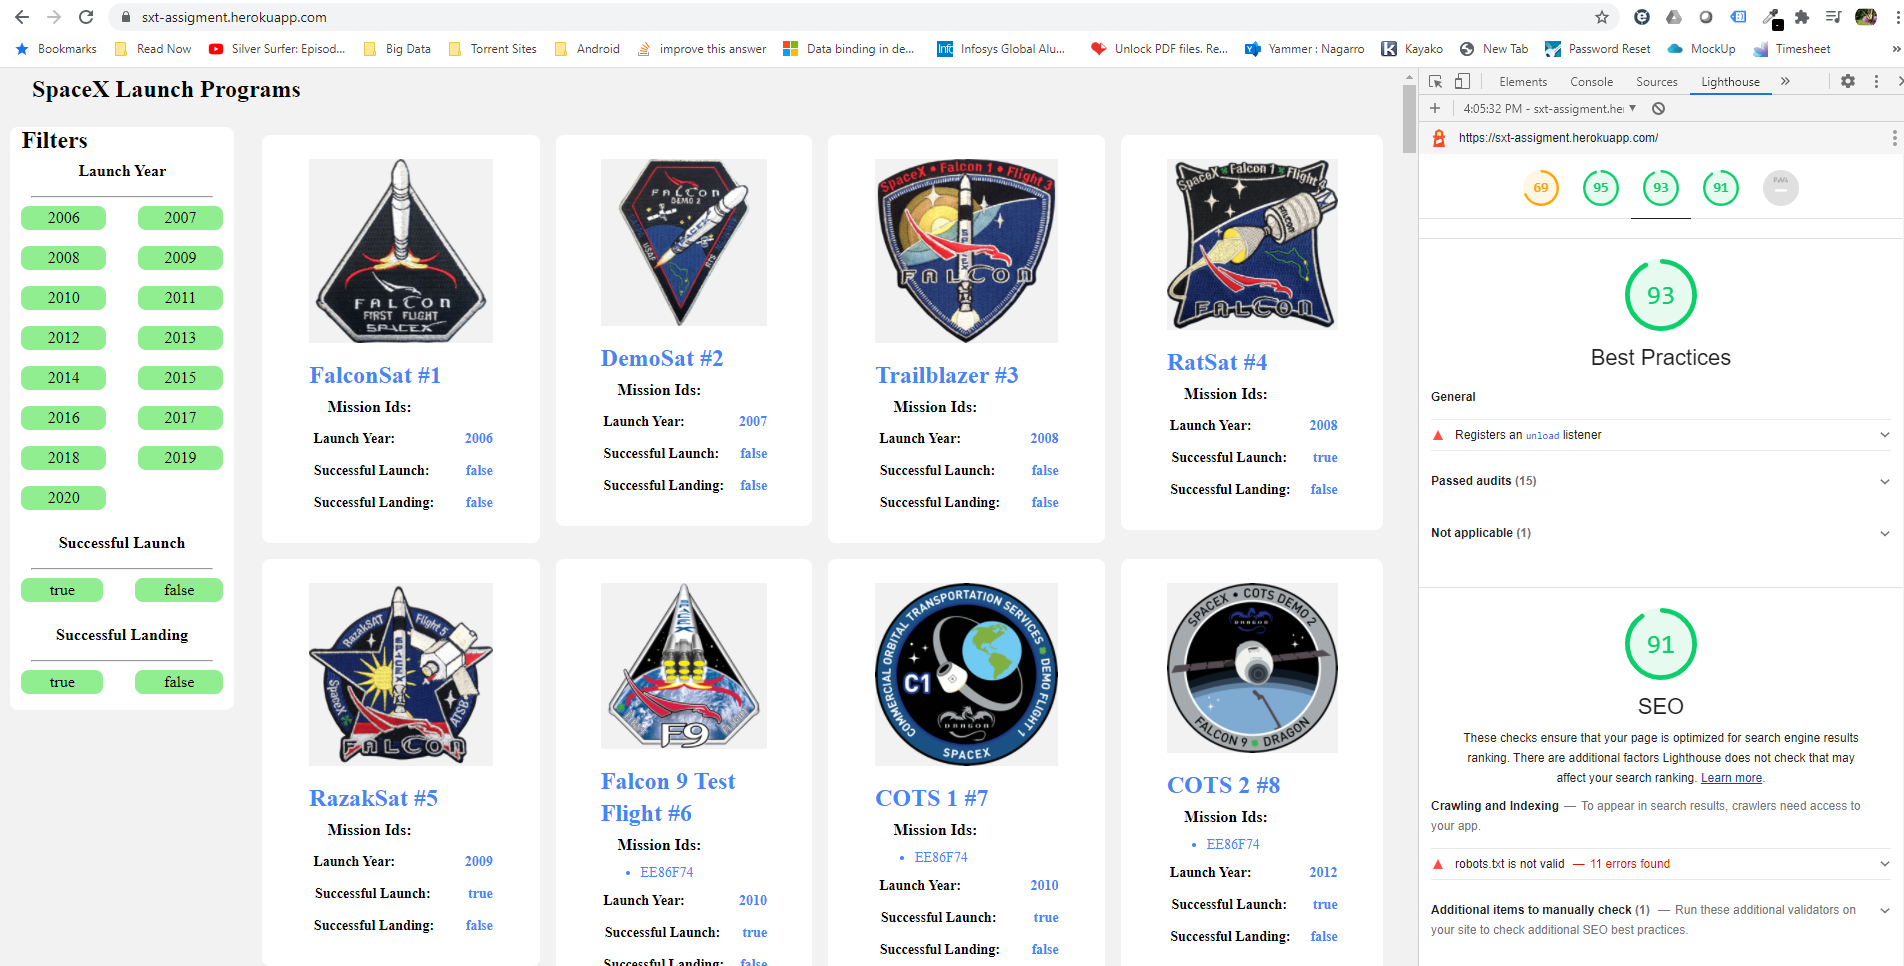 sxt-assigment.herokuapp.com
Bookmarks Read Now Silver Surfer: Episod... Big Data Torrent Sites Android improve this answer Data binding in de... Infosys Global Alu... Unlock PDF files. Re... Yammer : Nagarro Kayako New Tab Password Reset MockUp Timesheet »
SpaceX Launch Programs
Filters
Launch Year
2006 2007
2008 2009
2010 2011
2012 2013
2014 2015
2016 2017
2018 2019
2020
Successful Launch
true false
Successful Landing
true false
FALCON
FIRST FLIGHT
SPACEX
FalconSat #1
Mission Ids:
Launch Year: 2006
Successful Launch: false
Successful Landing: false
FALCON
DEMO 2
SPACEX
USAF
DemoSat #2
Mission Ids:
Launch Year: 2007
Successful Launch: false
Successful Landing: false
SpaceX • Falcon 1 • Flight 3
SPACEX
FALCON
Trailblazer #3
Mission Ids:
Launch Year: 2008
Successful Launch: false
Successful Landing: false
SpaceX Falcon 1 Flight 4
FALCON
RatSat #4
Mission Ids:
Launch Year: 2008
Successful Launch: true
Successful Landing: false
RazakSAT Flight 5
SPACEX
SpaceX
ATSB
FALCON
RazakSat #5
Mission Ids:
Launch Year: 2009
Successful Launch: true
Successful Landing: false
F9
Falcon 9 Test
Flight #6
Mission Ids:
• EE86F74
Launch Year: 2010
Successful Launch: true
Successful Landing: false
COMMERCIAL ORBITAL TRANSPORTATION SERVICES
DEMO FLIGHT 1
C1
DRAGON
SPACEX
COTS 1 #7
Mission Ids:
• EE86F74
Launch Year: 2010
Successful Launch: true
Successful Landing: false
SPACEX • COTS DEMO 2
DRAGON
FALCON 9 DRAGON
COTS 2 #8
Mission Ids:
• EE86F74
Launch Year: 2012
Successful Launch: true
Successful Landing: false
Elements Console Sources Lighthouse »
4:05:32 PM - sxt-assigment.he
https://sxt-assigment.herokuapp.com/
69 95 93 91 PWA
93
Best Practices
General
Registers an unload listener
Passed audits (15)
Not applicable (1)
91
SEO
These checks ensure that your page is optimized for search engine results
ranking. There are additional factors Lighthouse does not check that may
affect your search ranking. Learn more.
Crawling and Indexing — To appear in search results, crawlers need access to
your app.
robots.txt is not valid — 11 errors found
Additional items to manually check (1) — Run these additional validators on
your site to check additional SEO best practices.